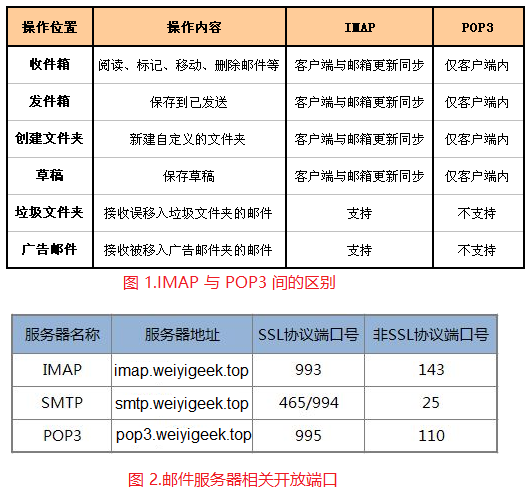 操作位置 操作内容 IMAP POP3
收件箱 阅读、标记、移动、删除邮件等 客户端与邮箱更新同步 仅客户端内
发件箱 保存到已发送 客户端与邮箱更新同步 仅客户端内
创建文件夹 新建自定义的文件夹 客户端与邮箱更新同步 仅客户端内
草稿 保存草稿 客户端与邮箱更新同步 仅客户端内
垃圾文件夹 接收误移入垃圾文件夹的邮件 支持 不支持
广告邮件 接收被移入广告邮件夹的邮件 支持 不支持
图 1.IMAP 与 POP3 间的区别
服务器名称 服务器地址 SSL协议端口号 非SSL协议端口号
IMAP imap.weiyigeek.top 993 143
SMTP smtp.weiyigeek.top 465/994 25
POP3 pop3.weiyigeek.top 995 110
图 2.邮件服务器相关开放端口